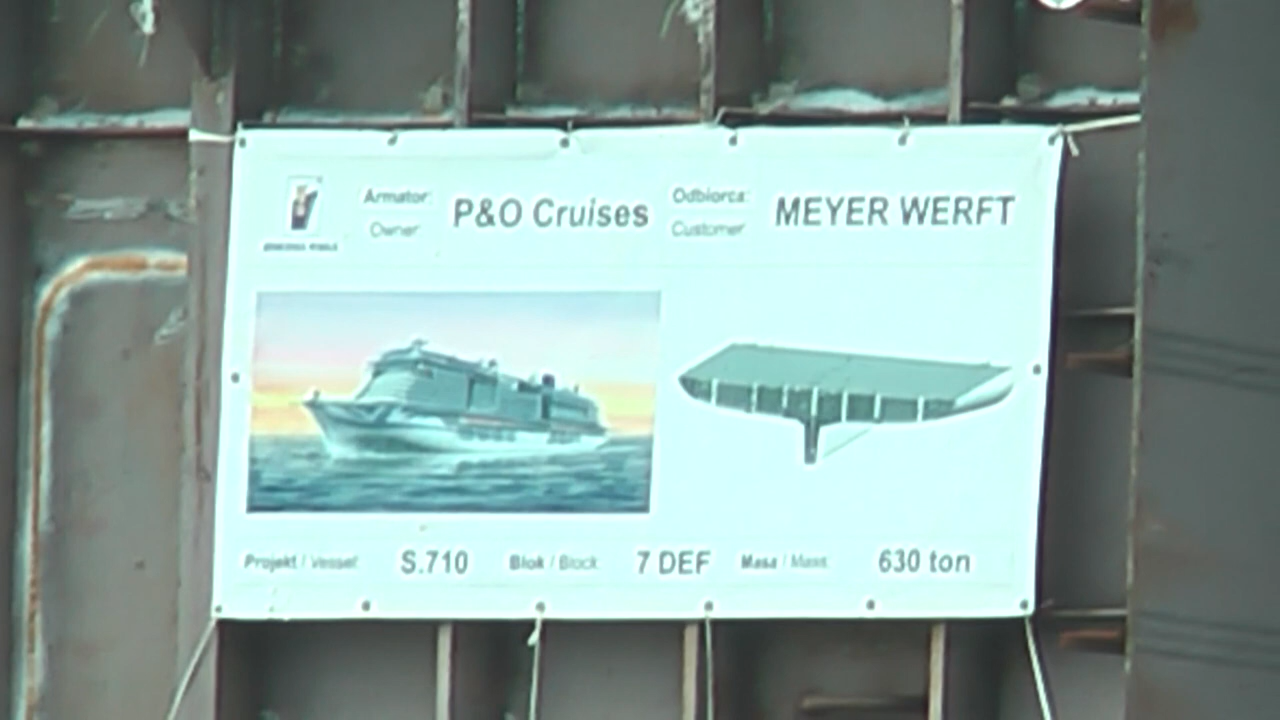 Armator: P&O Cruises Odbiorca: MEYER WERFT
Owner Customer
Projekt / Vessel: S.710 Blok / Block 7 DEF Masa / Mass: 630 ton